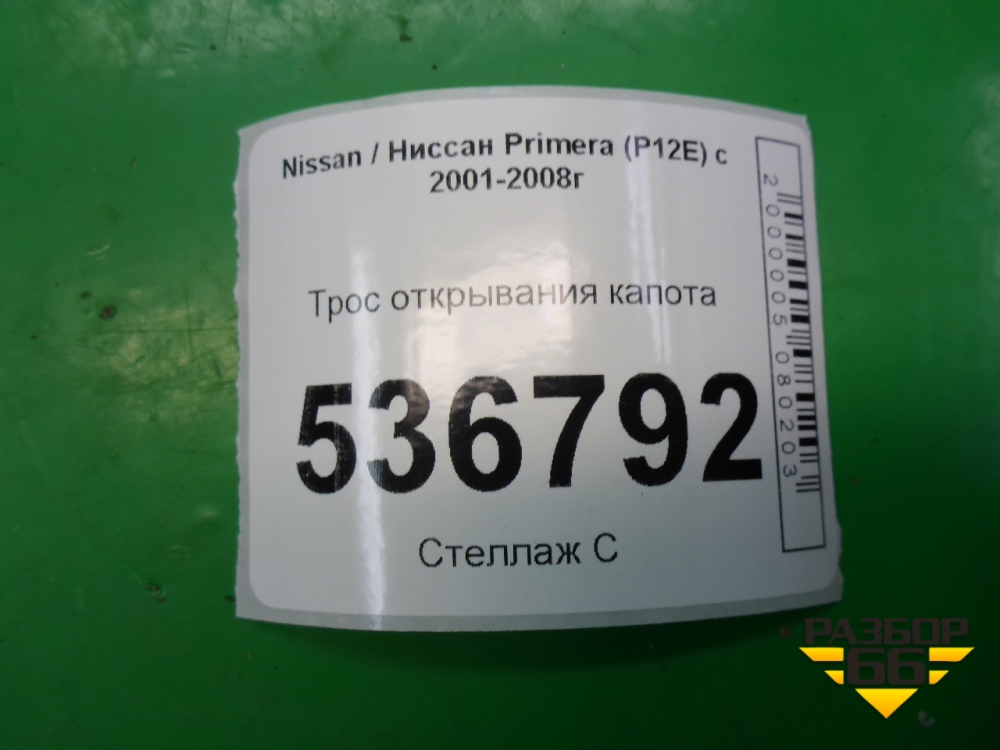 Nissan / Ниссан Primera (P12E) с
2001-2008г
Трос открывания капота
536792
Стеллаж С
2000005080203
РАЗБОР
66